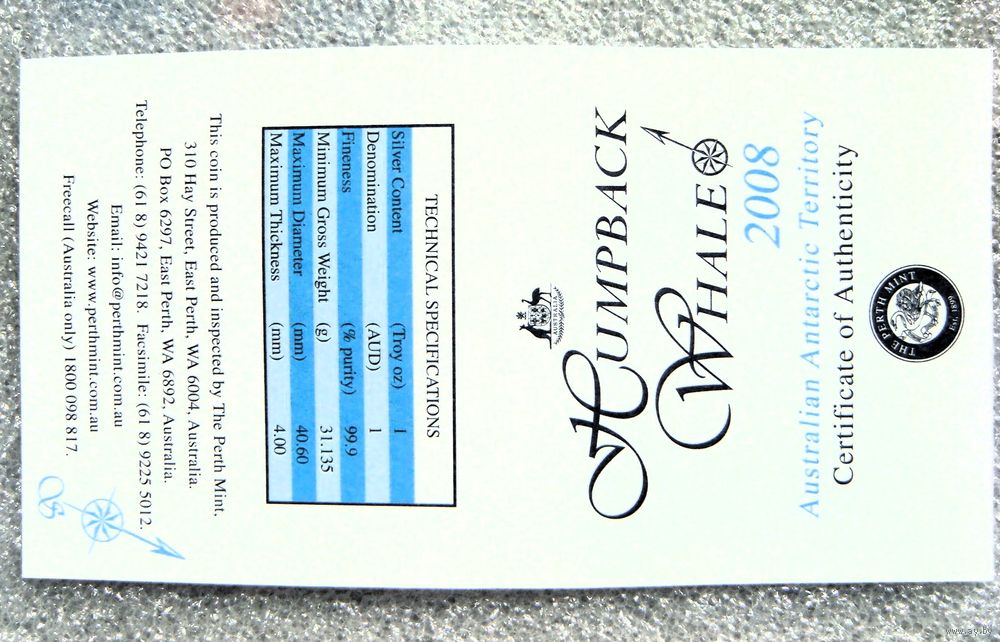 AUSTRALIA
HUMPBACK
WHALE
2008
Australian Antarctic Territory
Certificate of Authenticity
THE PERTH MINT
EST. 1899
TECHNICAL SPECIFICATIONS
Silver Content (Troy oz) 1
Denomination (AUD) 1
Fineness (% purity) 99.9
Minimum Gross Weight (g) 31.135
Maximum Diameter (mm) 40.60
Maximum Thickness (mm) 4.00
This coin is produced and inspected by The Perth Mint,
310 Hay Street, East Perth, WA 6004, Australia.
PO Box 6297, East Perth, WA 6892, Australia.
Telephone: (61 8) 9421 7218. Facsimile: (61 8) 9225 5012.
Email: info@perthmint.com.au
Website: www.perthmint.com.au
Freecall (Australia only) 1800 098 817.
www.ay.by